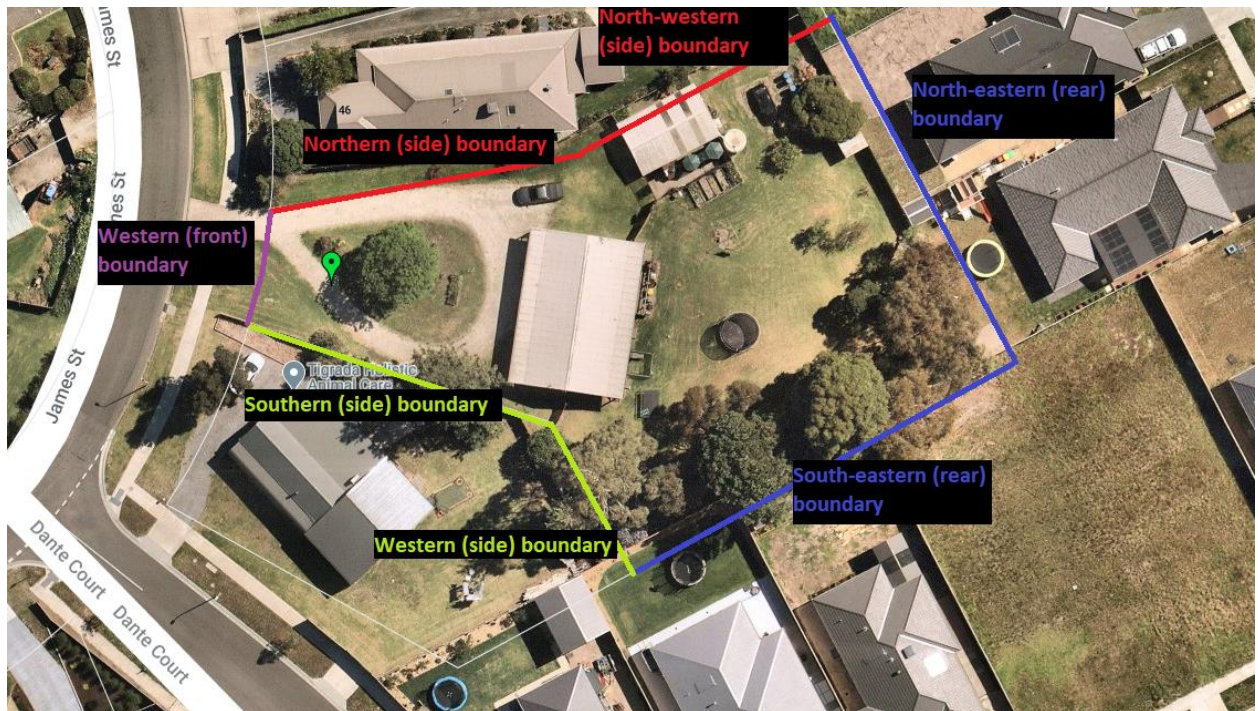 James St
James St
North-western
(side) boundary
North-eastern (rear)
boundary
46
Northern (side) boundary
Western (front)
boundary
James St
Tigrada Holistic
Animal Care
Southern (side) boundary
South-eastern (rear)
boundary
Western (side) boundary
Dante Court
Dante Court